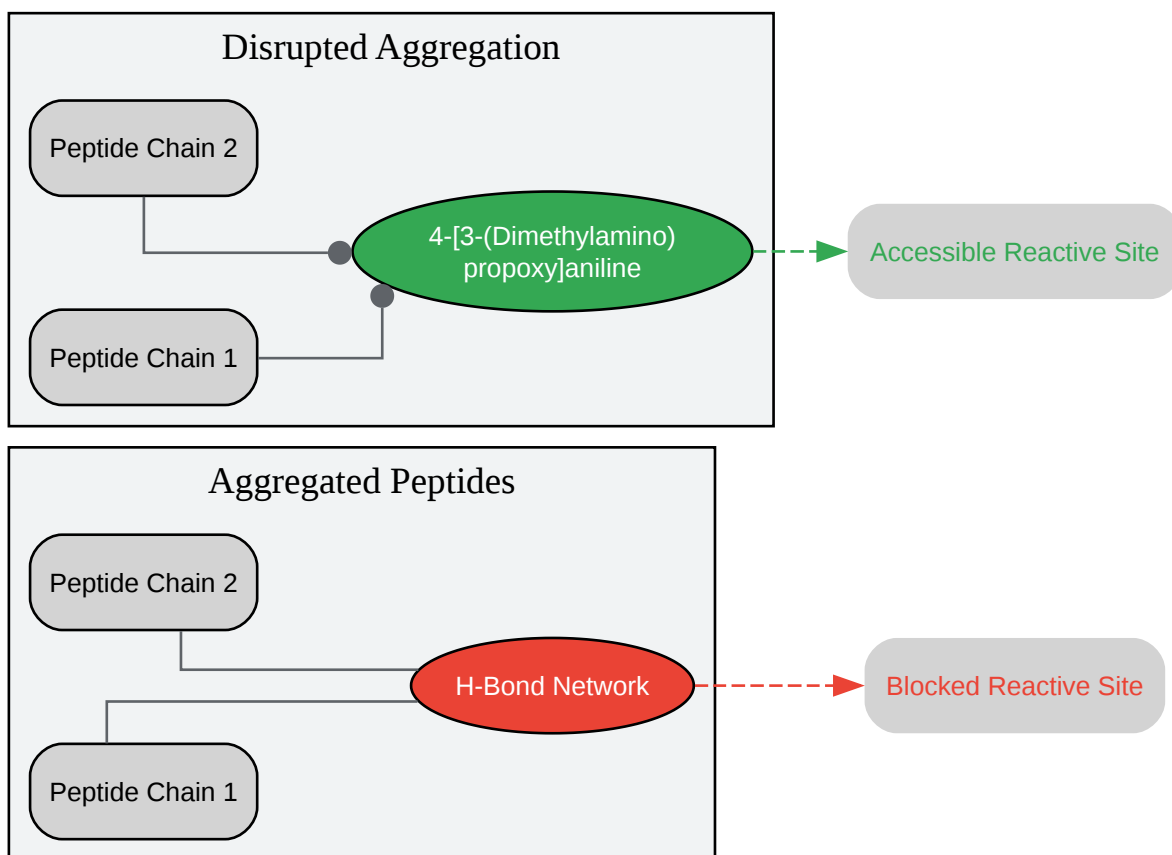 Disrupted Aggregation
Peptide Chain 2
4-[3-(Dimethylamino)
propoxy]aniline
Accessible Reactive Site
Peptide Chain 1
Aggregated Peptides
Peptide Chain 2
H-Bond Network
Blocked Reactive Site
Peptide Chain 1